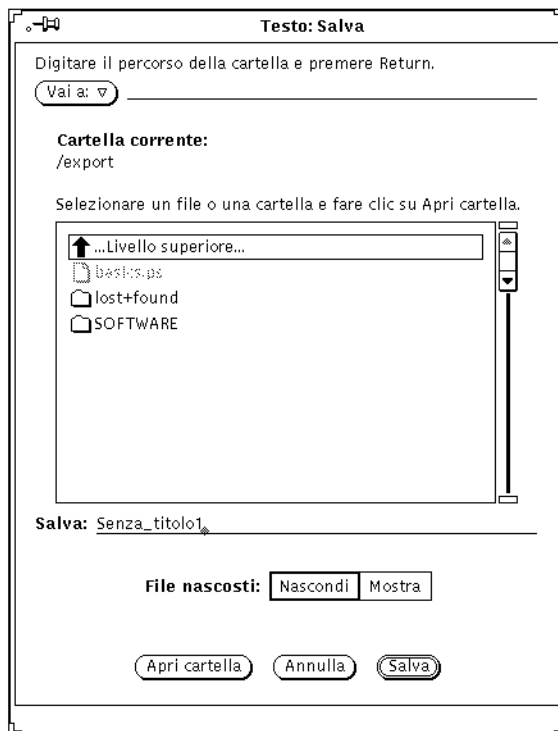 Testo: Salva
Digitare il percorso della cartella e premere Return.
Vai a:
Cartella corrente:
/export
Selezionare un file o una cartella e fare clic su Apri cartella.
...Livello superiore...
basics.ps
lost+found
SOFTWARE
Salva: Senza_titolo1
File nascosti: Nascondi Mostra
Apri cartella Annulla Salva